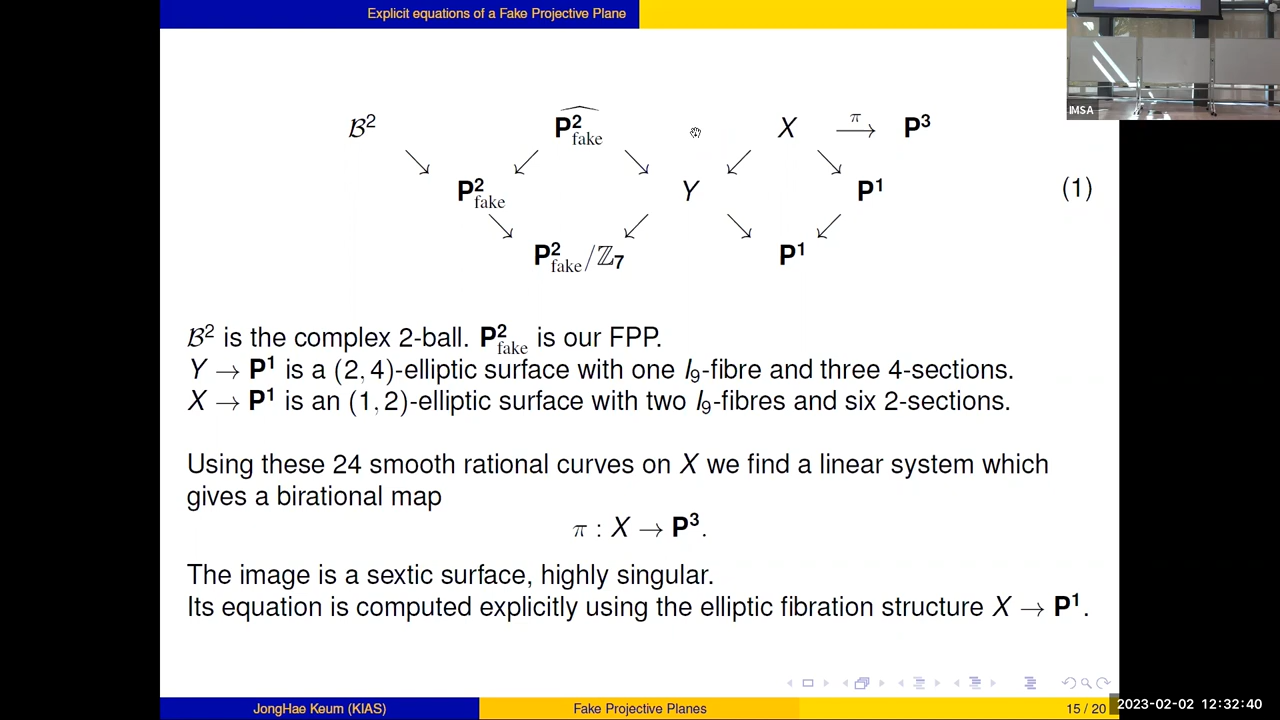 Explicit equations of a Fake Projective Plane
IMSA
B² P̂²_fake X π→ P³
P²_fake Y P¹ (1)
P²_fake/ℤ₇ P¹
B² is the complex 2-ball. P²_fake is our FPP.
Y → P¹ is a (2, 4)-elliptic surface with one I₉-fibre and three 4-sections.
X → P¹ is an (1, 2)-elliptic surface with two I₉-fibres and six 2-sections.
Using these 24 smooth rational curves on X we find a linear system which
gives a birational map
π : X → P³.
The image is a sextic surface, highly singular.
Its equation is computed explicitly using the elliptic fibration structure X → P¹.
JongHae Keum (KIAS) Fake Projective Planes 15 / 20
2023-02-02 12:32:40